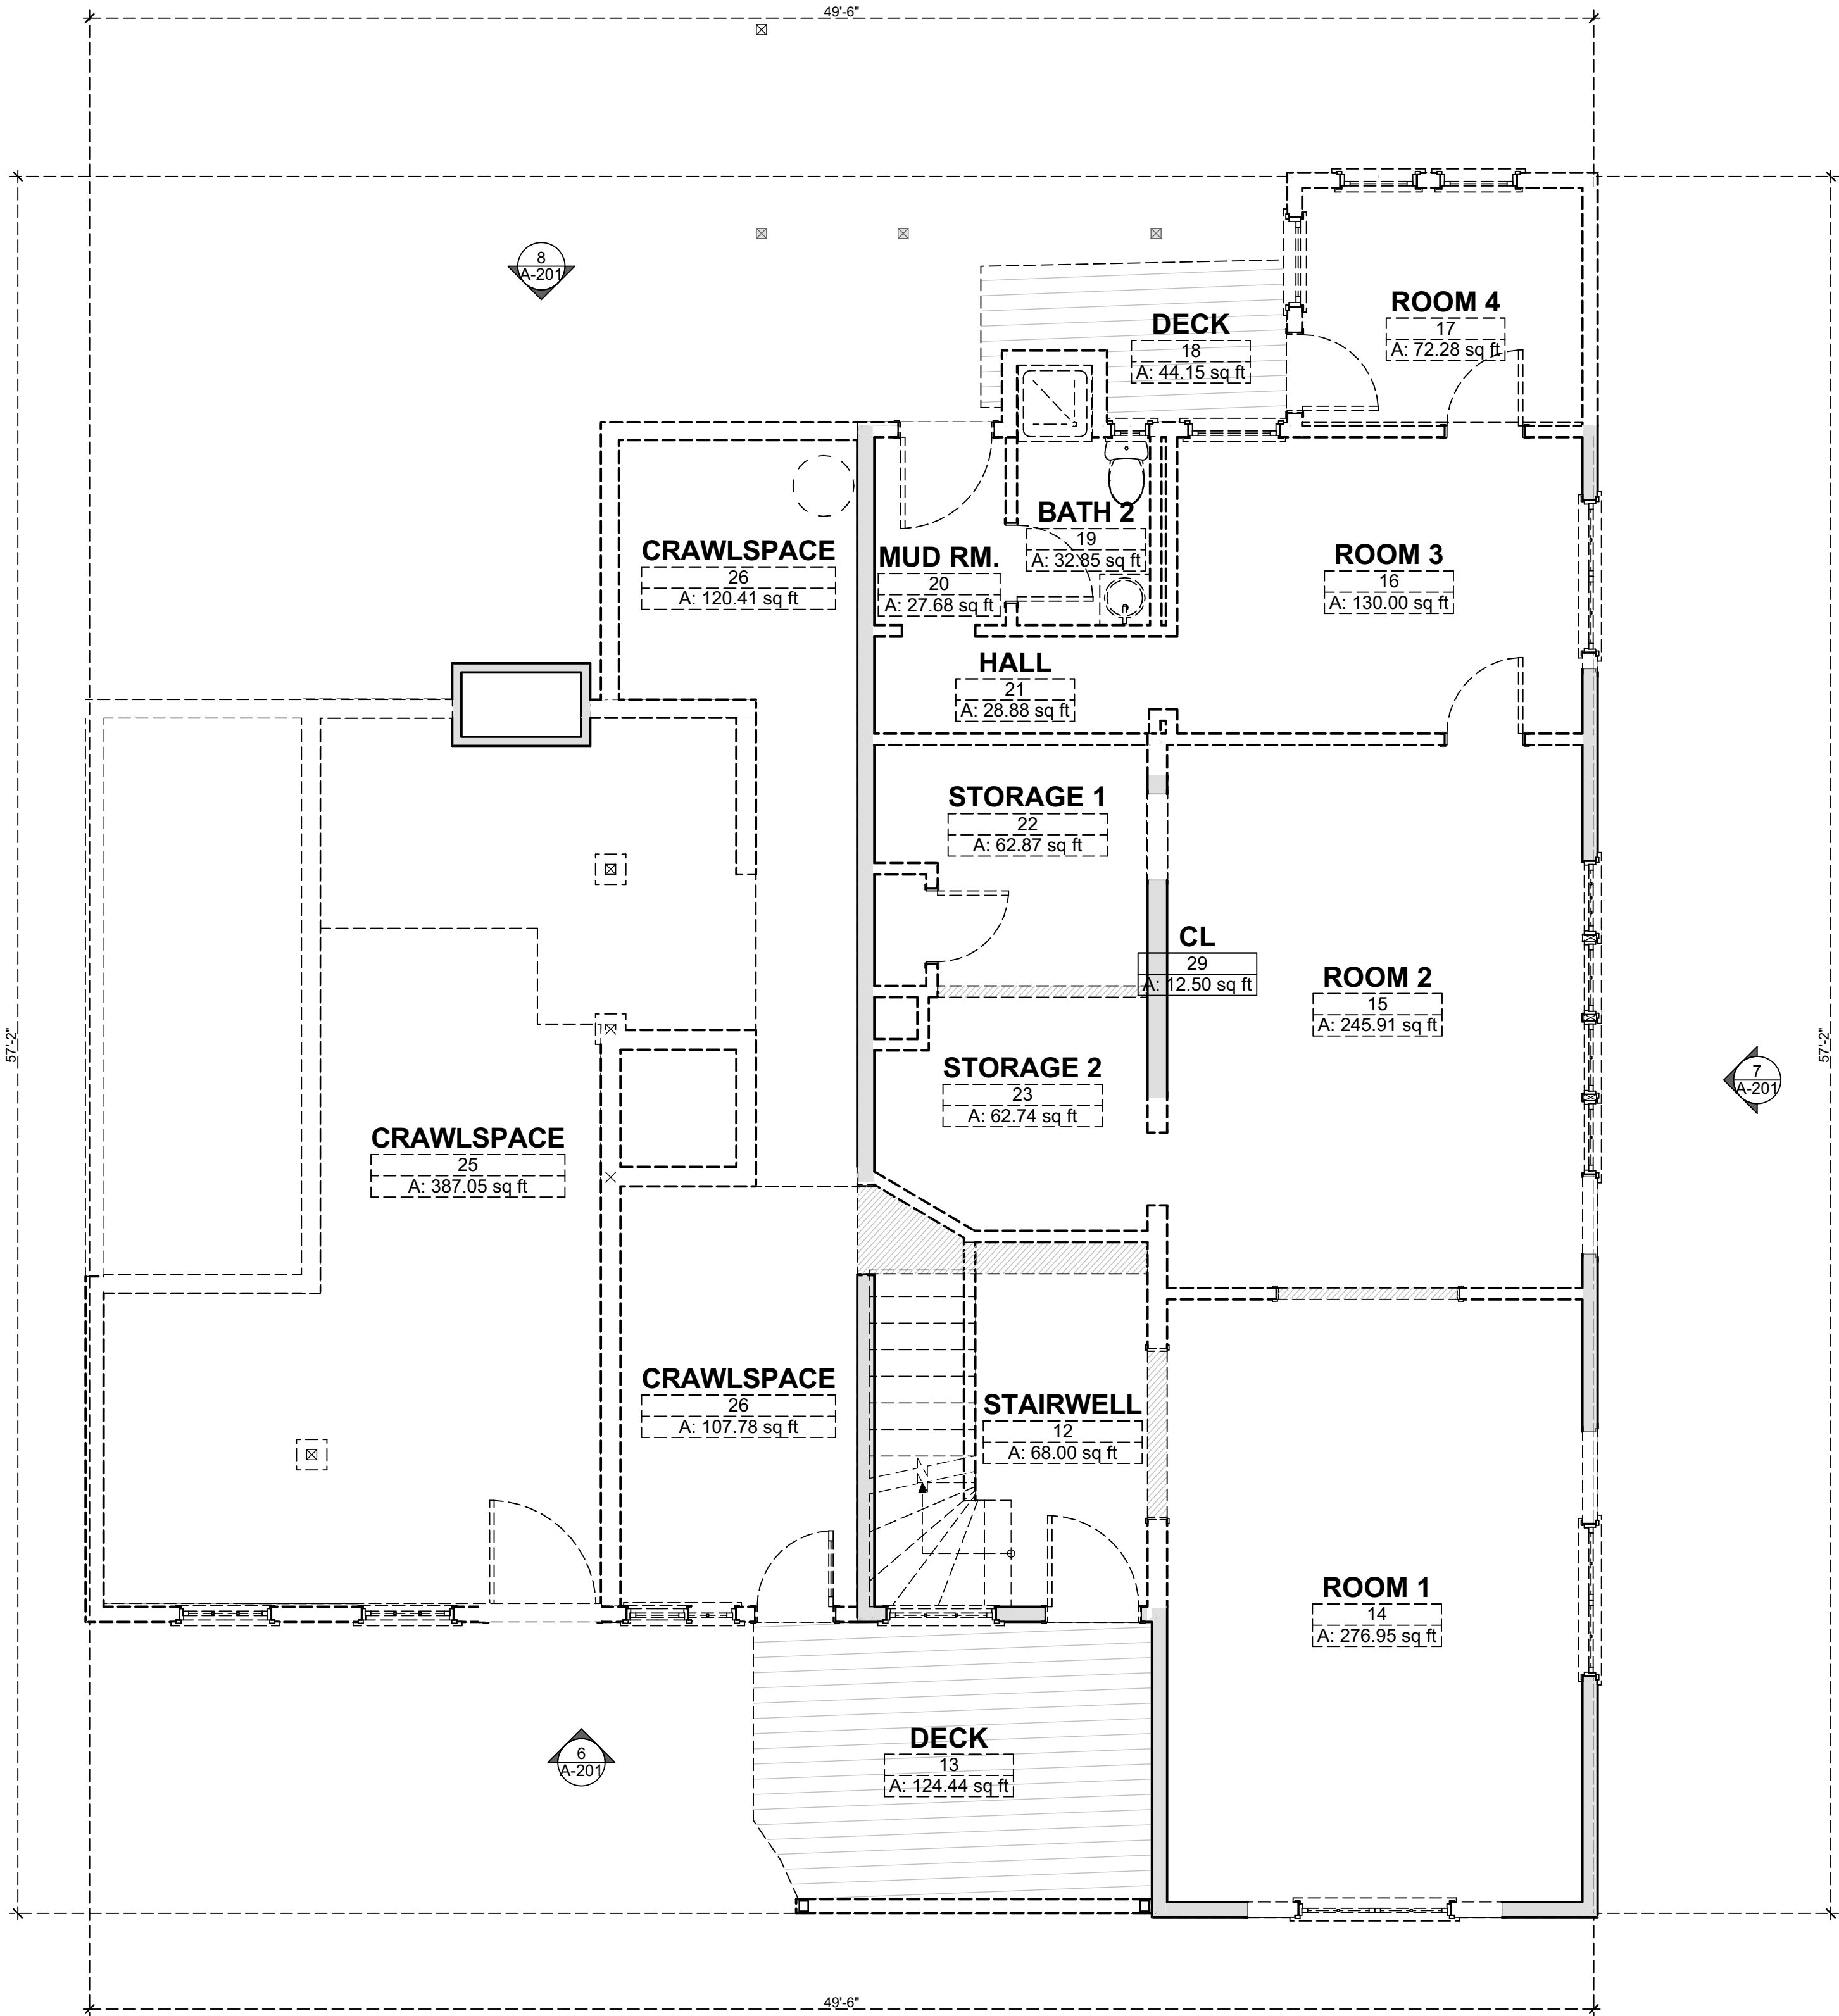 49'-6"
8
A-201
ROOM 4
17
A: 72.28 sq ft
DECK
18
A: 44.15 sq ft
BATH 2
19
A: 32.85 sq ft
CRAWLSPACE
26
A: 120.41 sq ft
MUD RM.
20
A: 27.68 sq ft
ROOM 3
16
A: 130.00 sq ft
HALL
21
A: 28.88 sq ft
STORAGE 1
22
A: 62.87 sq ft
CL
29
A: 12.50 sq ft
ROOM 2
15
A: 245.91 sq ft
57'-2"
57'-2"
STORAGE 2
23
A: 62.74 sq ft
7
A-201
CRAWLSPACE
25
A: 387.05 sq ft
CRAWLSPACE
26
A: 107.78 sq ft
STAIRWELL
12
A: 68.00 sq ft
ROOM 1
14
A: 276.95 sq ft
DECK
13
A: 124.44 sq ft
6
A-201
49'-6"